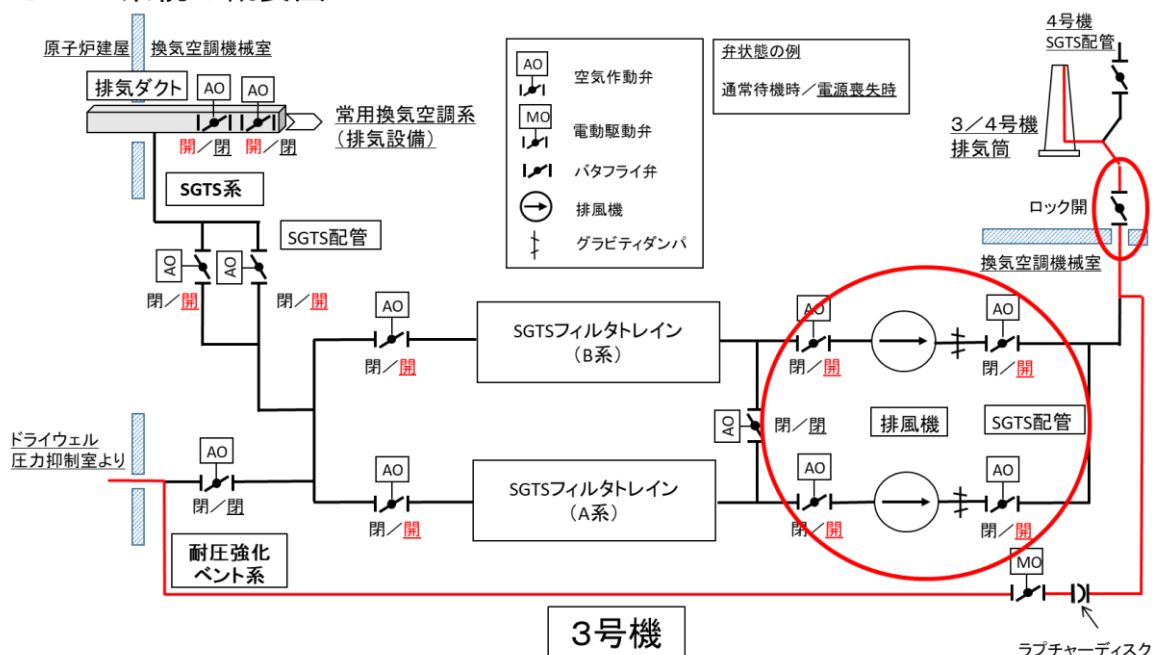 原子炉建屋
換気空調機械室
排気ダクト
AO
AO
開／閉
開／閉
常用換気空調系
（排気設備）
AO
空気作動弁
MO
電動駆動弁
バタフライ弁
排風機
グラビティダンパ
弁状態の例
通常待機時／電源喪失時
4号機
SGTS配管
３／４号機
排気筒
ロック開
換気空調機械室
SGTS系
SGTS配管
AO
AO
閉／開
閉／開
AO
閉／開
SGTSフィルタトレイン
（B系）
AO
閉／開
AO
閉／開
AO
閉／閉
排風機
SGTS配管
ドライウェル
圧力抑制室より
AO
閉／閉
AO
閉／開
SGTSフィルタトレイン
（A系）
AO
閉／開
AO
閉／開
耐圧強化
ベント系
MO
３号機
ラプチャーディスク